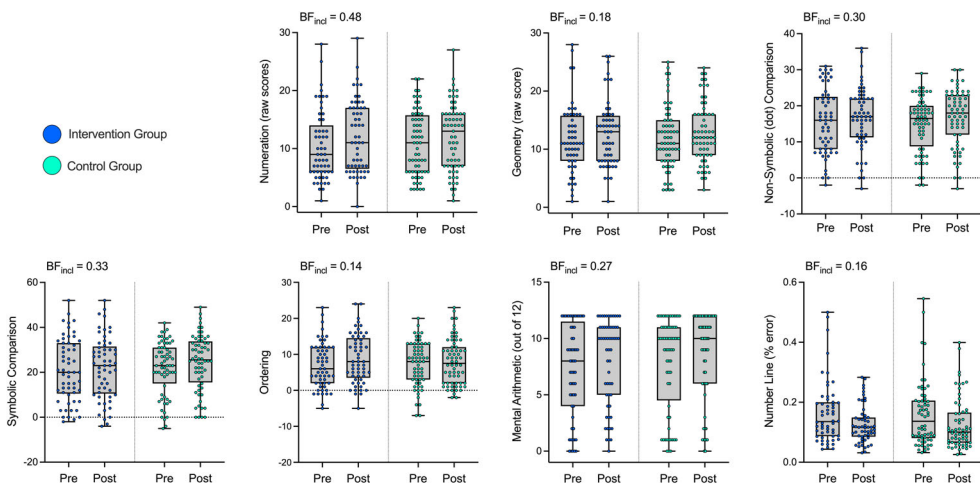 BFincl = 0.48
30
20
10
0
Numeration (raw scores)
Pre Post Pre Post
BFincl = 0.18
30
20
10
0
Geometry (raw score)
Pre Post Pre Post
BFincl = 0.30
40
30
20
10
0
-10
Non-Symbolic (dot) Comparison
Pre Post Pre Post
Intervention Group
Control Group
BFincl = 0.33
60
40
20
0
-20
Symbolic Comparison
Pre Post Pre Post
BFincl = 0.14
30
20
10
0
-10
-20
Ordering
Pre Post Pre Post
BFincl = 0.27
15
10
5
0
Mental Arithmetic (out of 12)
Pre Post Pre Post
BFincl = 0.16
0.6
0.4
0.2
0.0
Number Line (% error)
Pre Post Pre Post